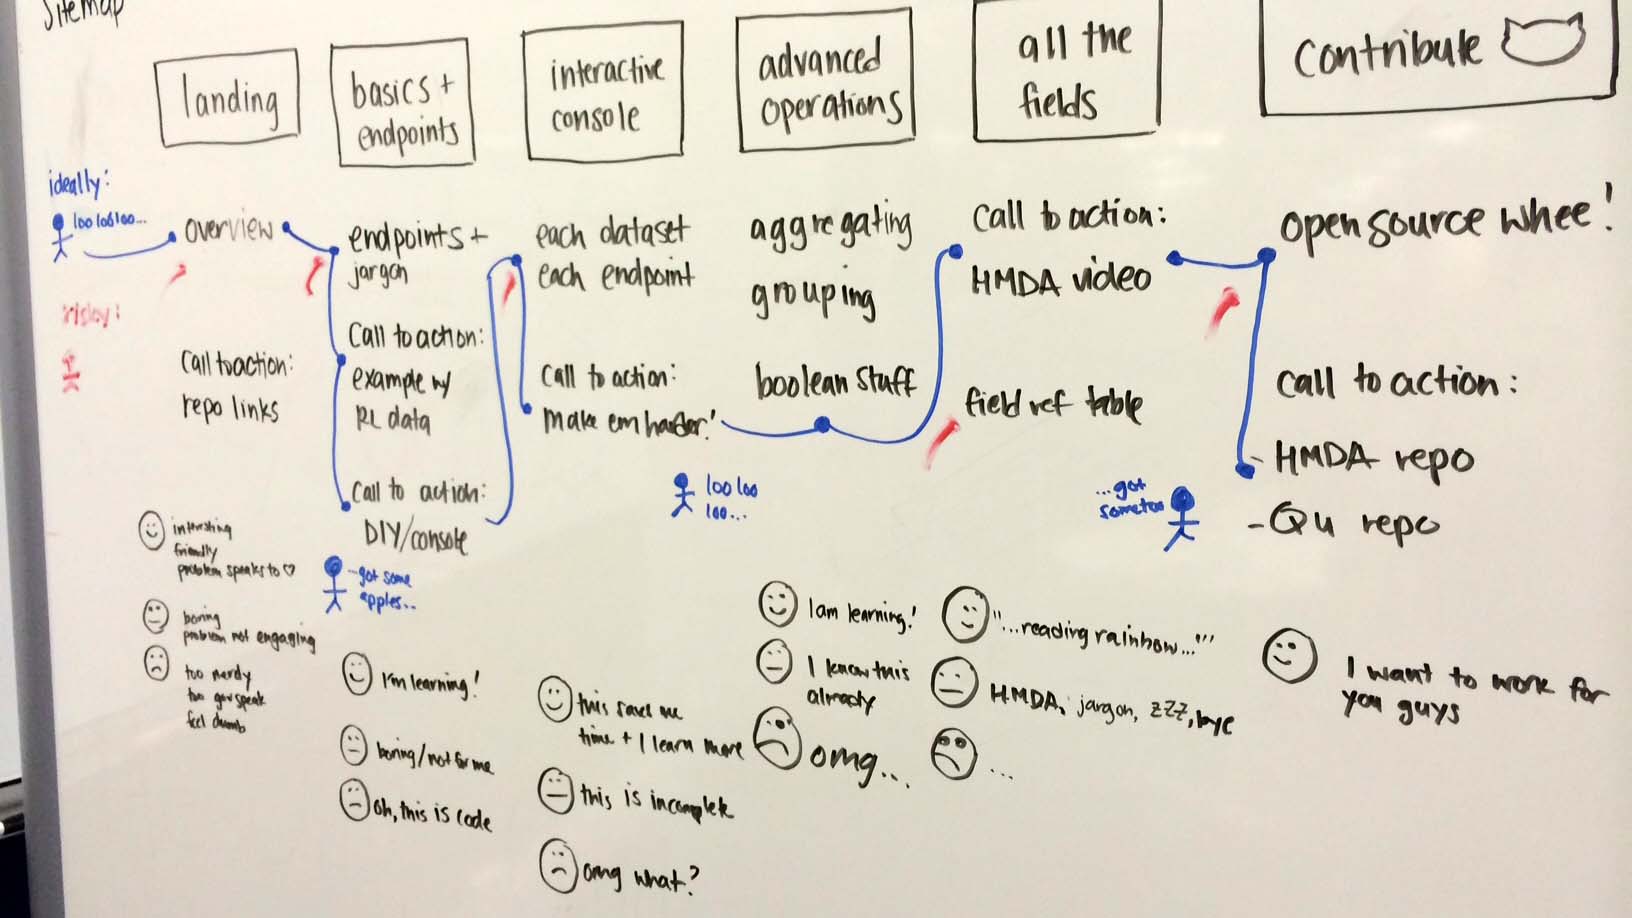 Sitemap
landing
basics +
endpoints
interactive
console
advanced
operations
all the
fields
contribute
ideally:
loo loo loo...
risky:
overview
call to action:
repo links
interesting
friendly
problem speaks to ♡
boring
problem not engaging
too nerdy
too gov speak
feel dumb
endpoints +
jargon
Call to action:
example w/
RL data
Call to action:
DIY/console
...got some
apples...
I'm learning!
boring/not for me
oh, this is code
each dataset
each endpoint
call to action:
make em harder!
loo loo
loo...
this saves me
time + I learn more
this is incomplete
omg what?
aggregating
grouping
boolean stuff
I am learning!
I know this
already
omg...
call to action:
HMDA video
field ref table
...got
some too
"...reading rainbow..."
HMDA, jargon, zzz, bye
...
open source whee!
call to action:
- HMDA repo
- Qu repo
I want to work for
you guys